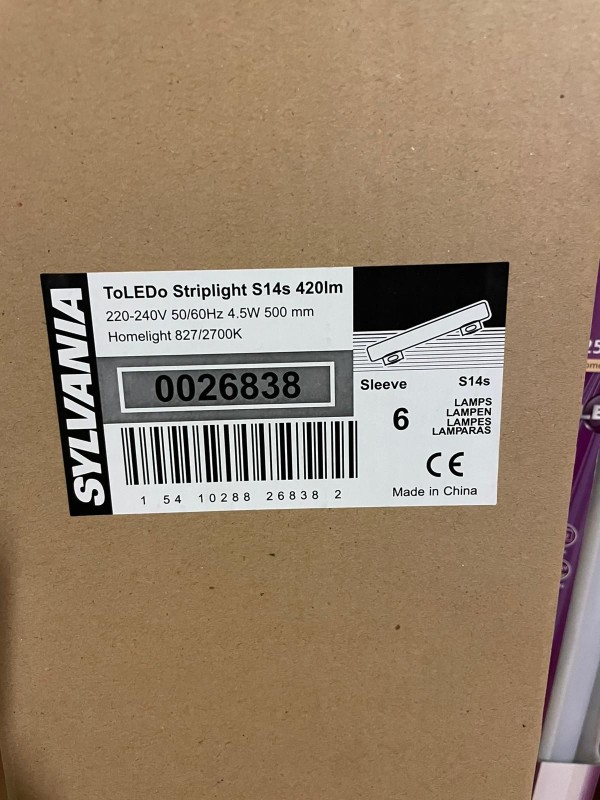 SYLVANIA
ToLEDo Striplight S14s 420lm
220-240V 50/60Hz 4.5W 500 mm
Homelight 827/2700K
0026838
1 54 10288 26838 2
Sleeve S14s
6
LAMPS
LAMPEN
LAMPES
LAMPARAS
CE
Made in China